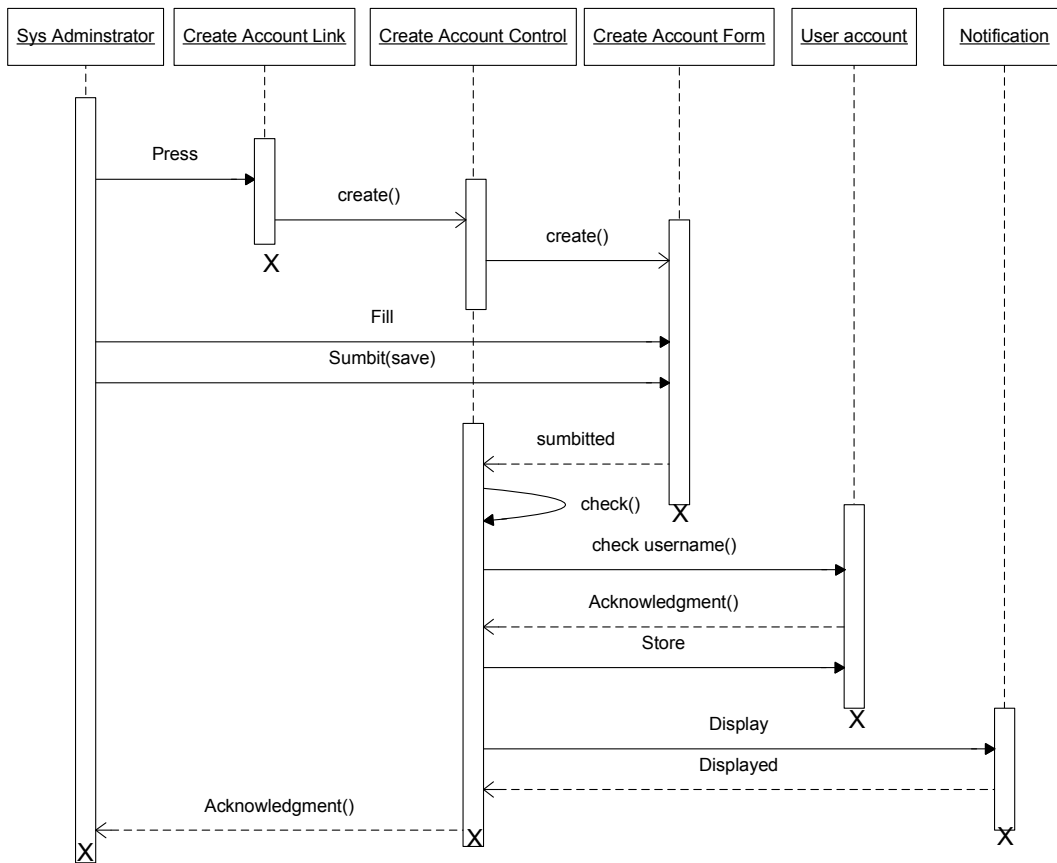 Sys Adminstrator
Create Account Link
Create Account Control
Create Account Form
User account
Notification
Press
create()
create()
X
Fill
Sumbit(save)
sumbitted
check()
X
check username()
Acknowledgment()
Store
X
Display
Displayed
Acknowledgment()
X
X
X